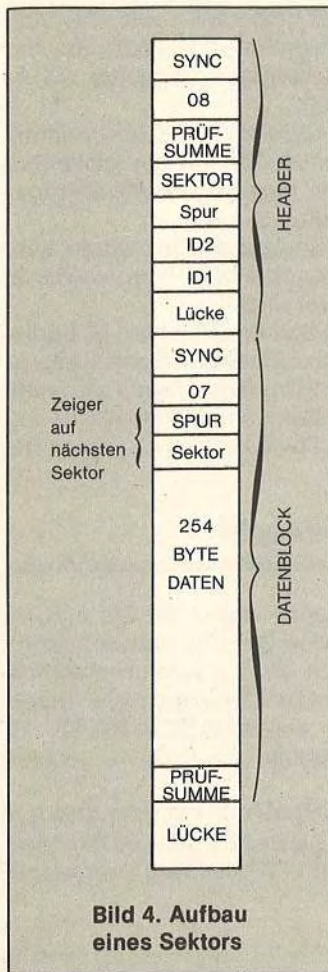 SYNC
08
PRÜF-
SUMME
SEKTOR
Spur
ID2
ID1
Lücke
HEADER
SYNC
07
SPUR
Sektor
Zeiger
auf
nächsten
Sektor
254
BYTE
DATEN
DATENBLOCK
PRÜF-
SUMME
LÜCKE
Bild 4. Aufbau
eines Sektors